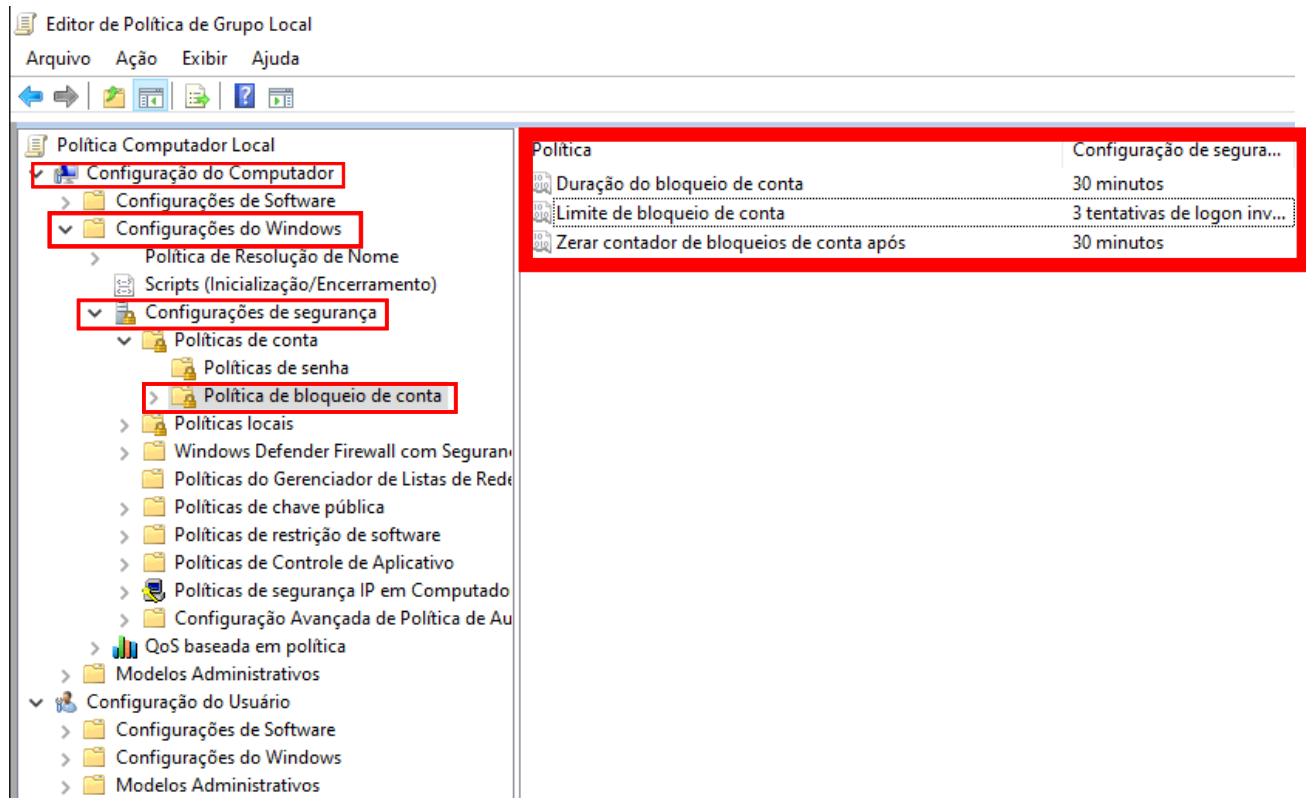 Editor de Política de Grupo Local
Arquivo Ação Exibir Ajuda
Política Computador Local
Configuração do Computador
Configurações de Software
Configurações do Windows
Política de Resolução de Nome
Scripts (Inicialização/Encerramento)
Configurações de segurança
Políticas de conta
Políticas de senha
Política de bloqueio de conta
Políticas locais
Windows Defender Firewall com Seguran
Políticas do Gerenciador de Listas de Rede
Políticas de chave pública
Políticas de restrição de software
Políticas de Controle de Aplicativo
Políticas de segurança IP em Computado
Configuração Avançada de Política de Au
QoS baseada em política
Modelos Administrativos
Configuração do Usuário
Configurações de Software
Configurações do Windows
Modelos Administrativos
Política Configuração de segura...
Duração do bloqueio de conta 30 minutos
Limite de bloqueio de conta 3 tentativas de logon inv...
Zerar contador de bloqueios de conta após 30 minutos